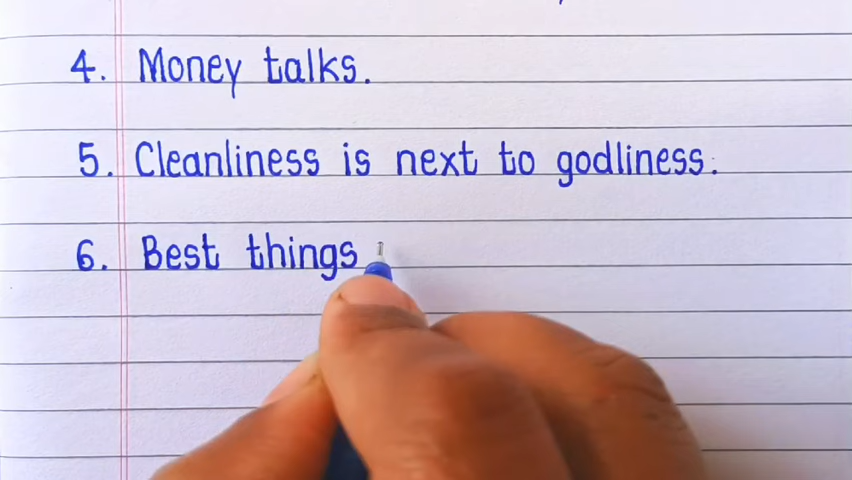 4. Money talks.
5. Cleanliness is next to godliness.
6. Best things